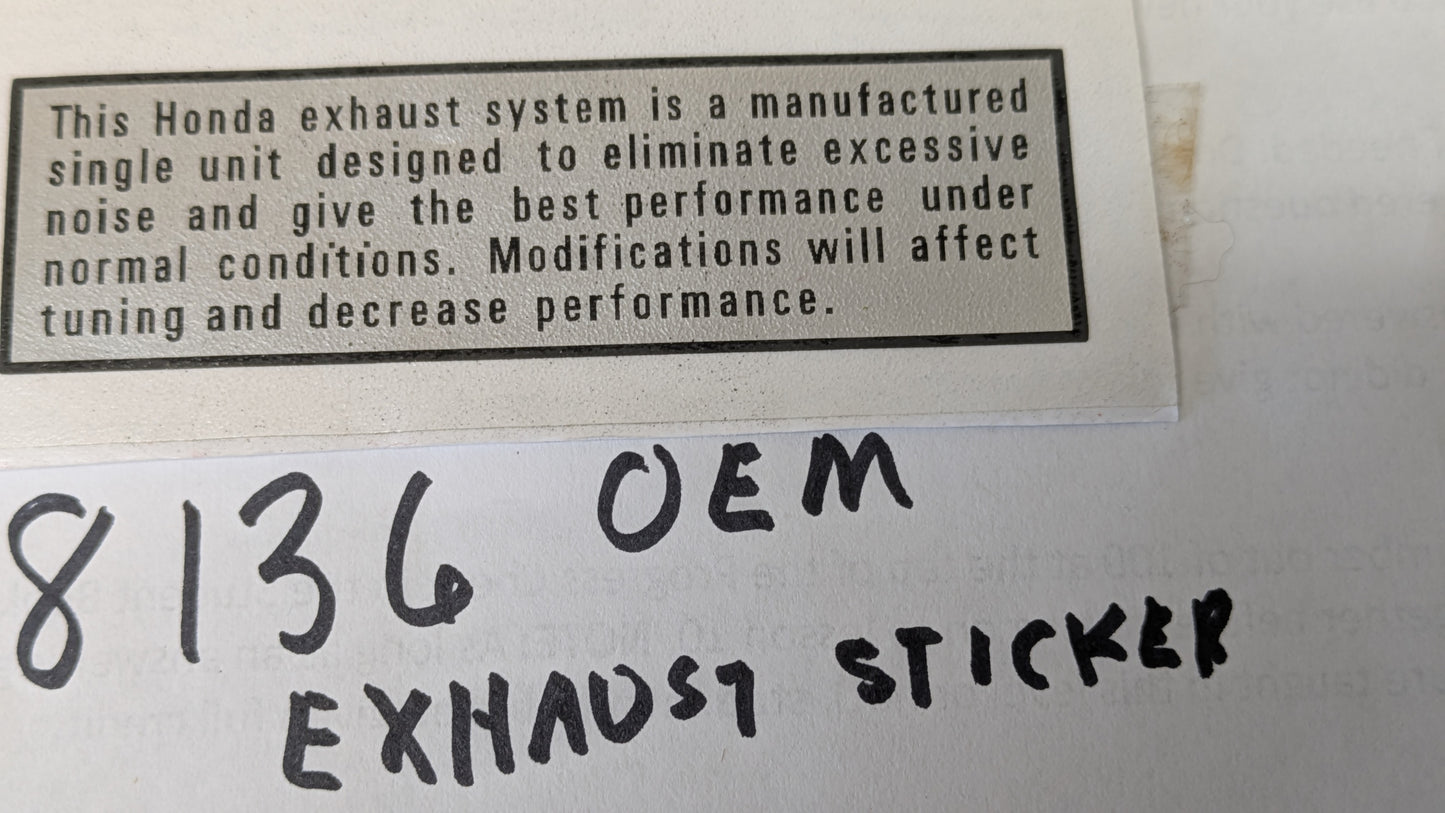 This Honda exhaust system is a manufactured
single unit designed to eliminate excessive
noise and give the best performance under
normal conditions. Modifications will affect
tuning and decrease performance.
8136 OEM
EXHAUST STICKER